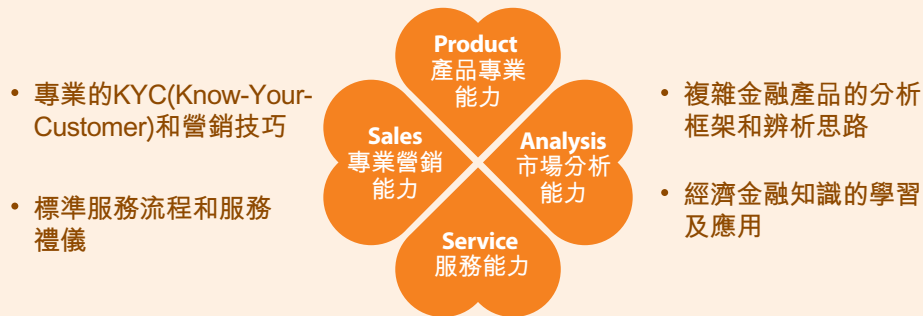 Product
產品專業
能力
• 專業的KYC(Know-Your-
Customer)和營銷技巧
• 標準服務流程和服務
禮儀
Sales
專業營銷
能力
Analysis
市場分析
能力
Service
服務能力
• 複雜金融產品的分析
框架和辨析思路
• 經濟金融知識的學習
及應用